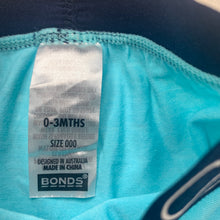 0-3MTHS
SIZE 000
DESIGNED IN AUSTRALIA
MADE IN CHINA
BONDS